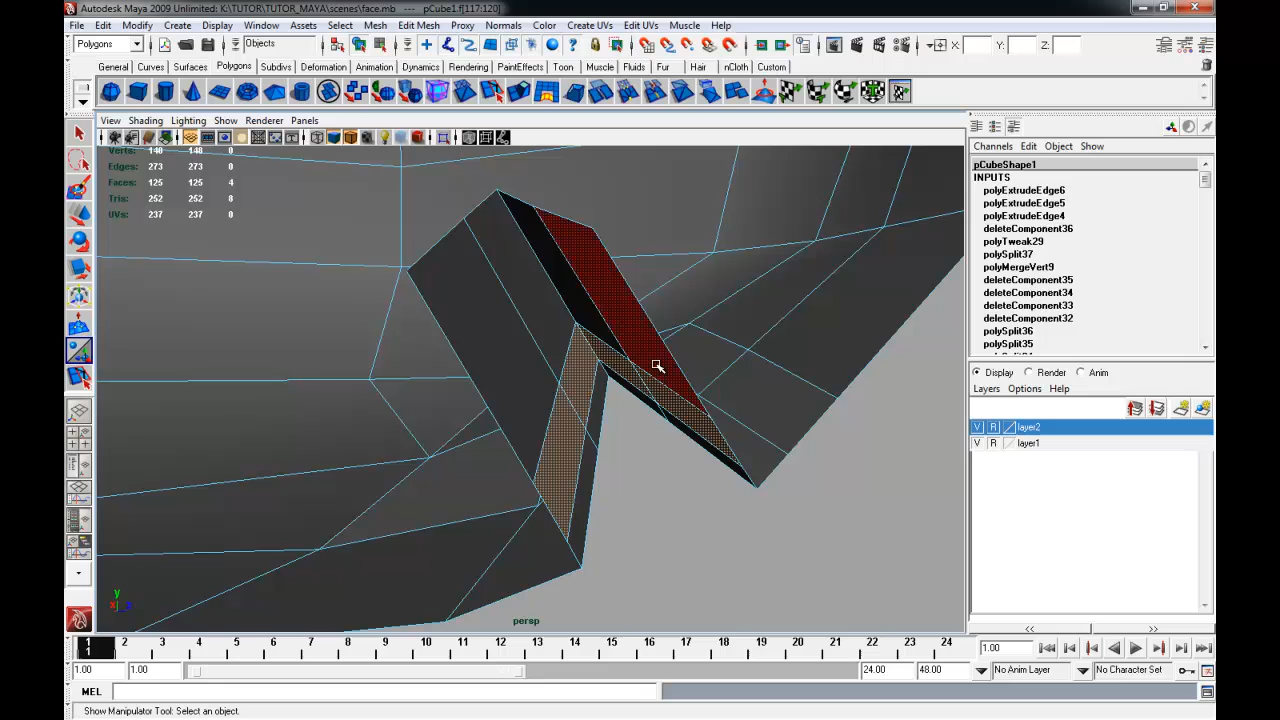 Autodesk Maya 2009 Unlimited: K:\TUTOR\TUTOR_MAYA\scenes\face.mb --- pCube1.f[117:120]
File Edit Modify Create Display Window Assets Select Mesh Edit Mesh Proxy Normals Color Create UVs Edit UVs Muscle Help
Polygons Objects X: Y: Z:
General Curves Surfaces Polygons Subdivs Deformation Animation Dynamics Rendering PaintEffects Toon Muscle Fluids Fur Hair nCloth Custom
View Shading Lighting Show Renderer Panels
Verts: 148 148 0
Edges: 273 273 0
Faces: 125 125 4
Tris: 252 252 8
UVs: 237 237 0
persp
y
Channels Edit Object Show
pCubeShape1
INPUTS
polyExtrudeEdge6
polyExtrudeEdge5
polyExtrudeEdge4
deleteComponent36
polyTweak29
polySplit37
polyMergeVert9
deleteComponent35
deleteComponent34
deleteComponent33
deleteComponent32
polySplit36
polySplit35
Display Render Anim
Layers Options Help
V R layer2
V layer1
1 2 3 4 5 6 7 8 9 10 11 12 13 14 15 16 17 18 19 20 21 22 23 24 1.00
1
1.00 1.00 24.00 48.00 No Anim Layer No Character Set
MEL
Show Manipulator Tool: Select an object.